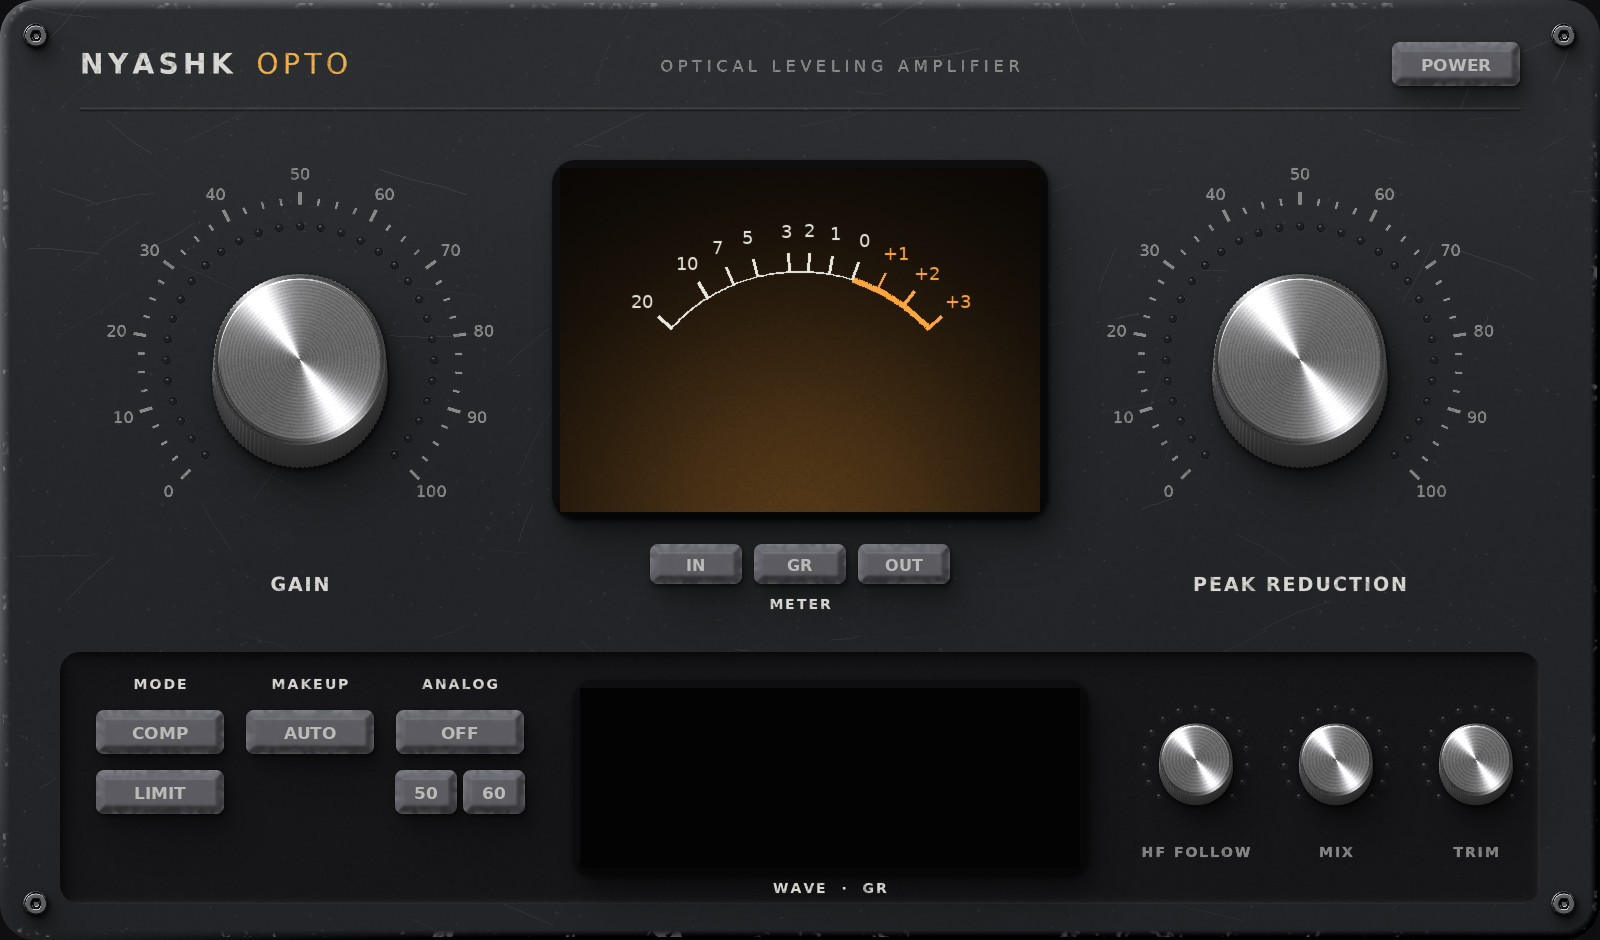 NYASHK OPTO
OPTICAL LEVELING AMPLIFIER
POWER
0 10 20 30 40 50 60 70 80 90 100
GAIN
20 10 7 5 3 2 1 0 +1 +2 +3
IN GR OUT
METER
0 10 20 30 40 50 60 70 80 90 100
PEAK REDUCTION
MODE MAKEUP ANALOG
COMP AUTO OFF
LIMIT 50 60
WAVE · GR
HF FOLLOW MIX TRIM